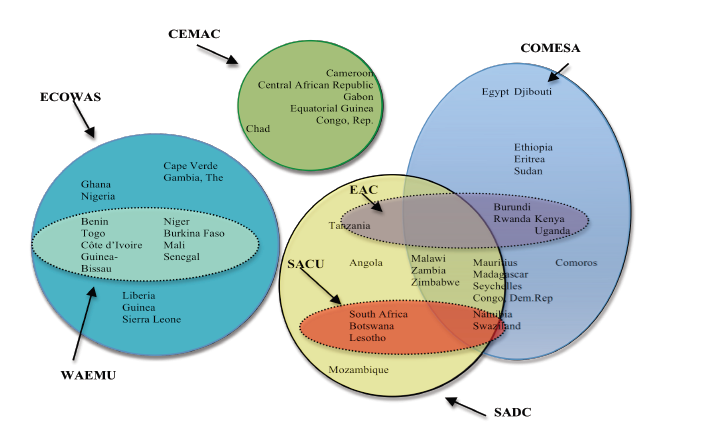 CEMAC
COMESA
ECOWAS
Cameroon
Central African Republic
Gabon
Equatorial Guinea
Congo, Rep.
Chad
Egypt Djibouti
Ethiopia
Eritrea
Sudan
Cape Verde
Gambia, The
Ghana
Nigeria
Benin
Togo
Côte d’Ivoire
Guinea-
Bissau
Niger
Burkina Faso
Mali
Senegal
Liberia
Guinea
Sierra Leone
WAEMU
EAC
Tanzania
Burundi
Rwanda Kenya
Uganda
SACU
Angola
Malawi
Zambia
Zimbabwe
Mauritius
Madagascar
Seychelles
Congo, Dem.Rep
Comoros
South Africa
Botswana
Lesotho
Namibia
Swaziland
Mozambique
SADC